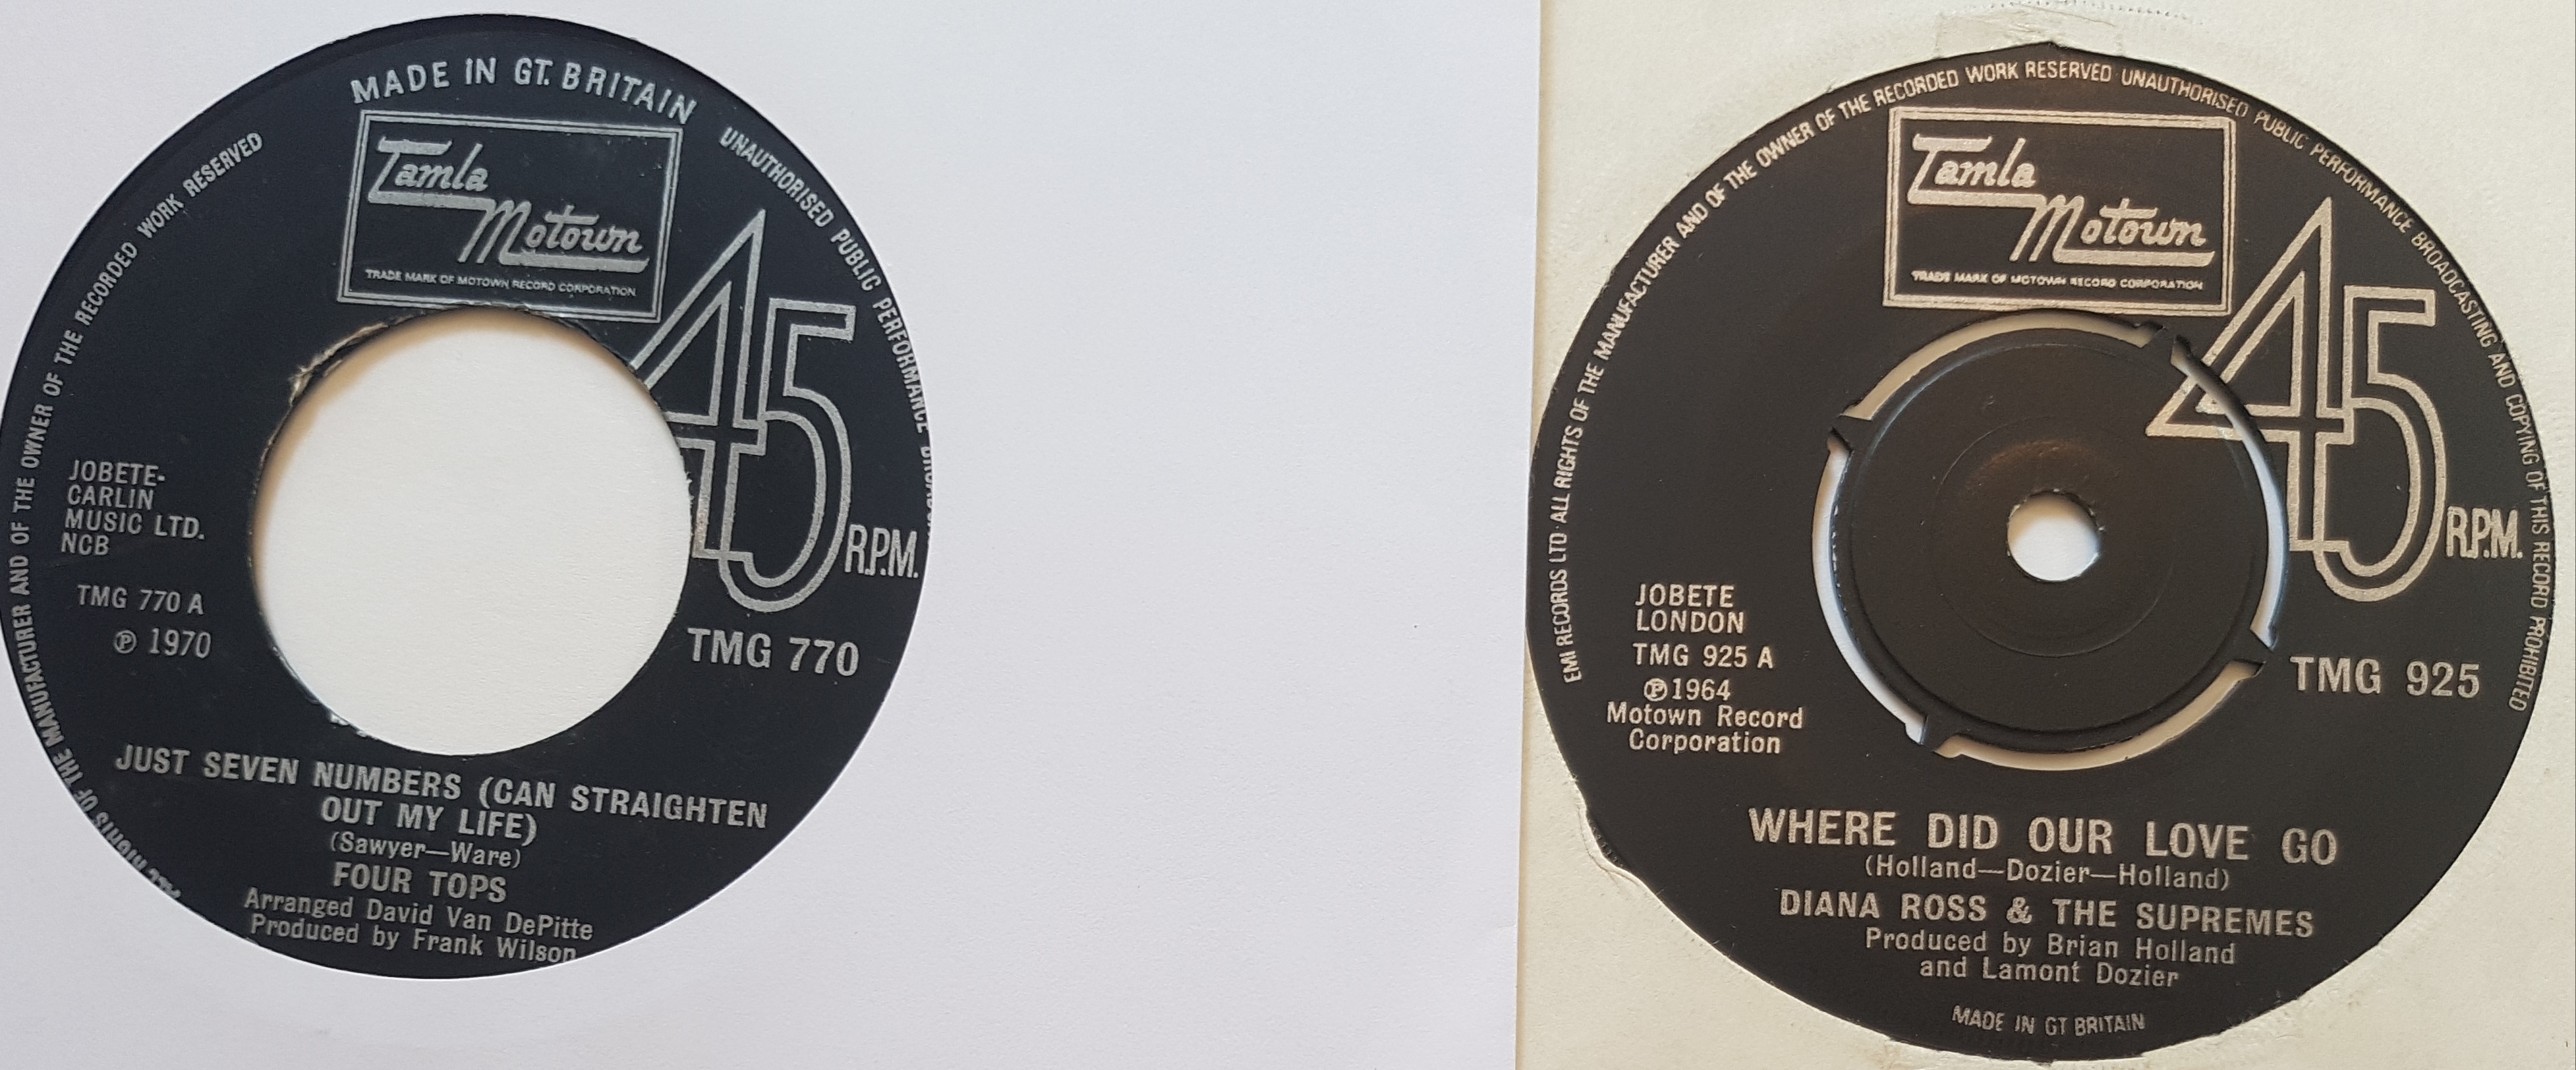 MADE IN GT. BRITAIN
ALL RIGHTS OF THE MANUFACTURER AND OF THE OWNER OF THE RECORDED WORK RESERVED
UNAUTHORISED PUBLIC PERFORMANCE
Tamla
Motown
TRADE MARK OF MOTOWN RECORD CORPORATION
45
R.P.M.
JOBETE-
CARLIN
MUSIC LTD.
NCB
TMG 770 A
℗ 1970
TMG 770
JUST SEVEN NUMBERS (CAN STRAIGHTEN
OUT MY LIFE)
(Sawyer—Ware)
FOUR TOPS
Arranged David Van DePitte
Produced by Frank Wilson
EMI RECORDS LTD ALL RIGHTS OF THE MANUFACTURER AND OF THE OWNER OF THE RECORDED WORK RESERVED UNAUTHORISED PUBLIC PERFORMANCE BROADCASTING AND COPYING OF THIS RECORD PROHIBITED
Tamla
Motown
TRADE MARK OF MOTOWN RECORD CORPORATION
45
R.P.M.
JOBETE
LONDON
TMG 925 A
℗1964
Motown Record
Corporation
TMG 925
WHERE DID OUR LOVE GO
(Holland—Dozier—Holland)
DIANA ROSS & THE SUPREMES
Produced by Brian Holland
and Lamont Dozier
MADE IN GT BRITAIN